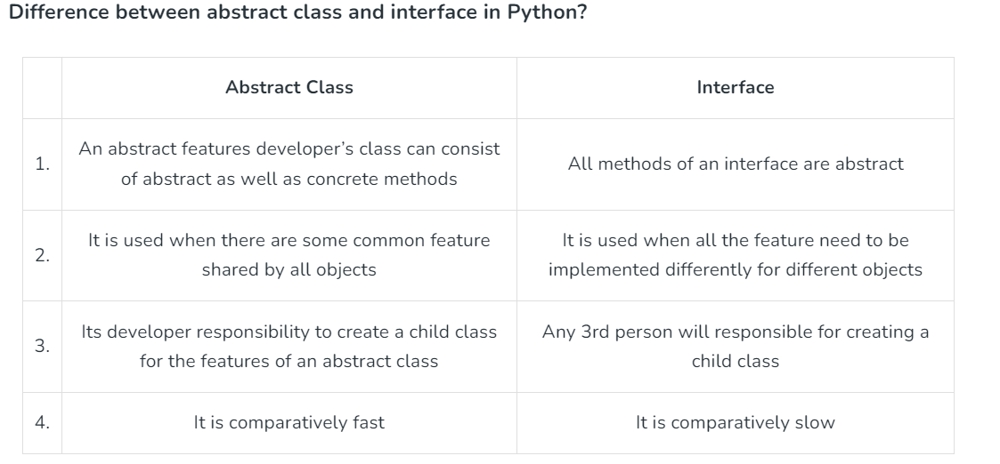 Difference between abstract class and interface in Python?
Abstract Class
Interface
1.
An abstract features developer’s class can consist
of abstract as well as concrete methods
All methods of an interface are abstract
2.
It is used when there are some common feature
shared by all objects
It is used when all the feature need to be
implemented differently for different objects
3.
Its developer responsibility to create a child class
for the features of an abstract class
Any 3rd person will responsible for creating a
child class
4.
It is comparatively fast
It is comparatively slow